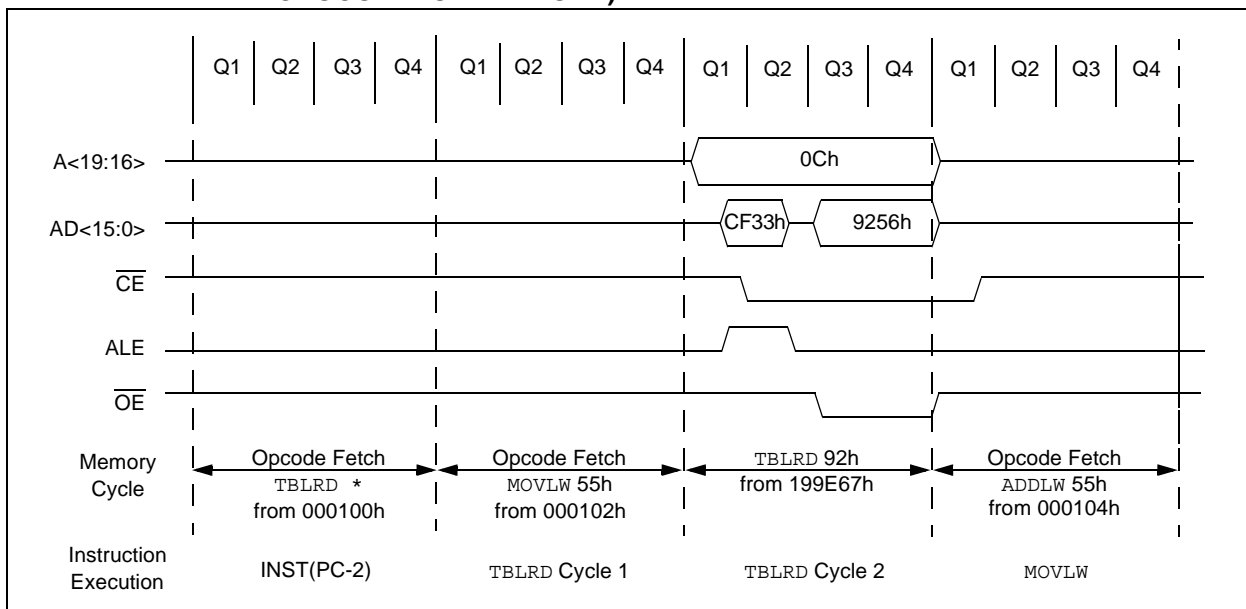 Q1 Q2 Q3 Q4 Q1 Q2 Q3 Q4 Q1 Q2 Q3 Q4 Q1 Q2 Q3 Q4
A<19:16> 0Ch
AD<15:0> CF33h 9256h
CE
ALE
OE
Memory Cycle
Opcode Fetch
TBLRD *
from 000100h
Opcode Fetch
MOVLW 55h
from 000102h
TBLRD 92h
from 199E67h
Opcode Fetch
ADDLW 55h
from 000104h
Instruction Execution
INST(PC-2)
TBLRD Cycle 1
TBLRD Cycle 2
MOVLW